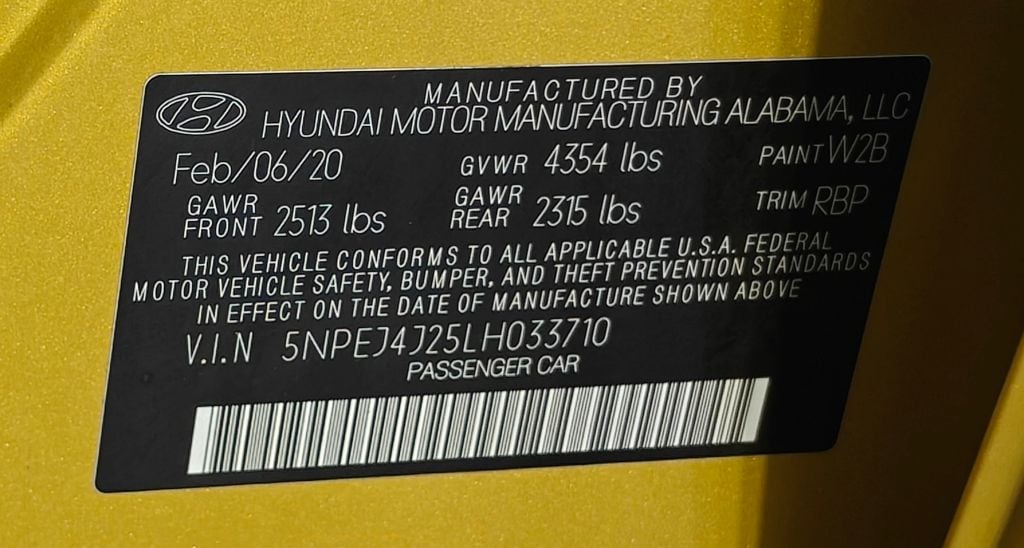 MANUFACTURED BY
HYUNDAI MOTOR MANUFACTURING ALABAMA, LLC
Feb/06/20 GVWR 4354 lbs PAINT W2B
GAWR FRONT 2513 lbs GAWR REAR 2315 lbs TRIM RBP
THIS VEHICLE CONFORMS TO ALL APPLICABLE U.S.A. FEDERAL
MOTOR VEHICLE SAFETY, BUMPER, AND THEFT PREVENTION STANDARDS
IN EFFECT ON THE DATE OF MANUFACTURE SHOWN ABOVE
V.I.N 5NPEJ4J25LH033710
PASSENGER CAR